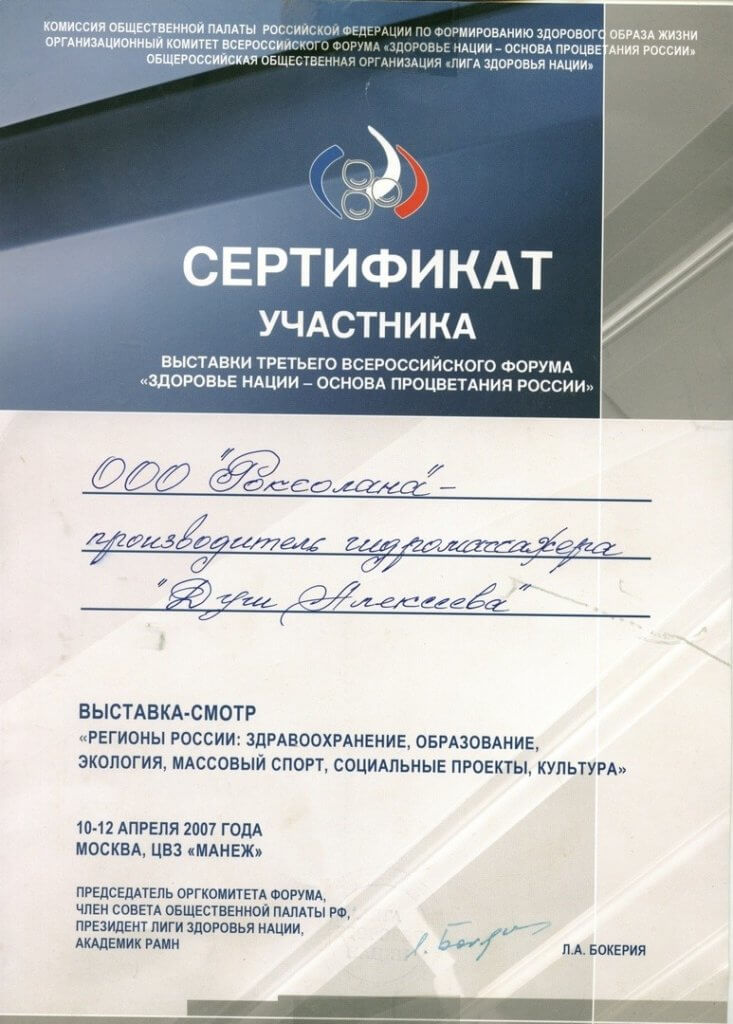 КОМИССИЯ ОБЩЕСТВЕННОЙ ПАЛАТЫ РОССИЙСКОЙ ФЕДЕРАЦИИ ПО ФОРМИРОВАНИЮ ЗДОРОВОГО ОБРАЗА ЖИЗНИ
ОРГАНИЗАЦИОННЫЙ КОМИТЕТ ВСЕРОССИЙСКОГО ФОРУМА «ЗДОРОВЬЕ НАЦИИ – ОСНОВА ПРОЦВЕТАНИЯ РОССИИ»
ОБЩЕРОССИЙСКАЯ ОБЩЕСТВЕННАЯ ОРГАНИЗАЦИЯ «ЛИГА ЗДОРОВЬЯ НАЦИИ»
СЕРТИФИКАТ
УЧАСТНИКА
ВЫСТАВКИ ТРЕТЬЕГО ВСЕРОССИЙСКОГО ФОРУМА
«ЗДОРОВЬЕ НАЦИИ – ОСНОВА ПРОЦВЕТАНИЯ РОССИИ»
ООО "Роксолана" –
производитель гидромассажера
"Душ Алексеева"
ВЫСТАВКА-СМОТР
«РЕГИОНЫ РОССИИ: ЗДРАВООХРАНЕНИЕ, ОБРАЗОВАНИЕ,
ЭКОЛОГИЯ, МАССОВЫЙ СПОРТ, СОЦИАЛЬНЫЕ ПРОЕКТЫ, КУЛЬТУРА»
10-12 АПРЕЛЯ 2007 ГОДА
МОСКВА, ЦВЗ «МАНЕЖ»
ПРЕДСЕДАТЕЛЬ ОРГКОМИТЕТА ФОРУМА,
ЧЛЕН СОВЕТА ОБЩЕСТВЕННОЙ ПАЛАТЫ РФ,
ПРЕЗИДЕНТ ЛИГИ ЗДОРОВЬЯ НАЦИИ,
АКАДЕМИК РАМН
Л.А. БОКЕРИЯ